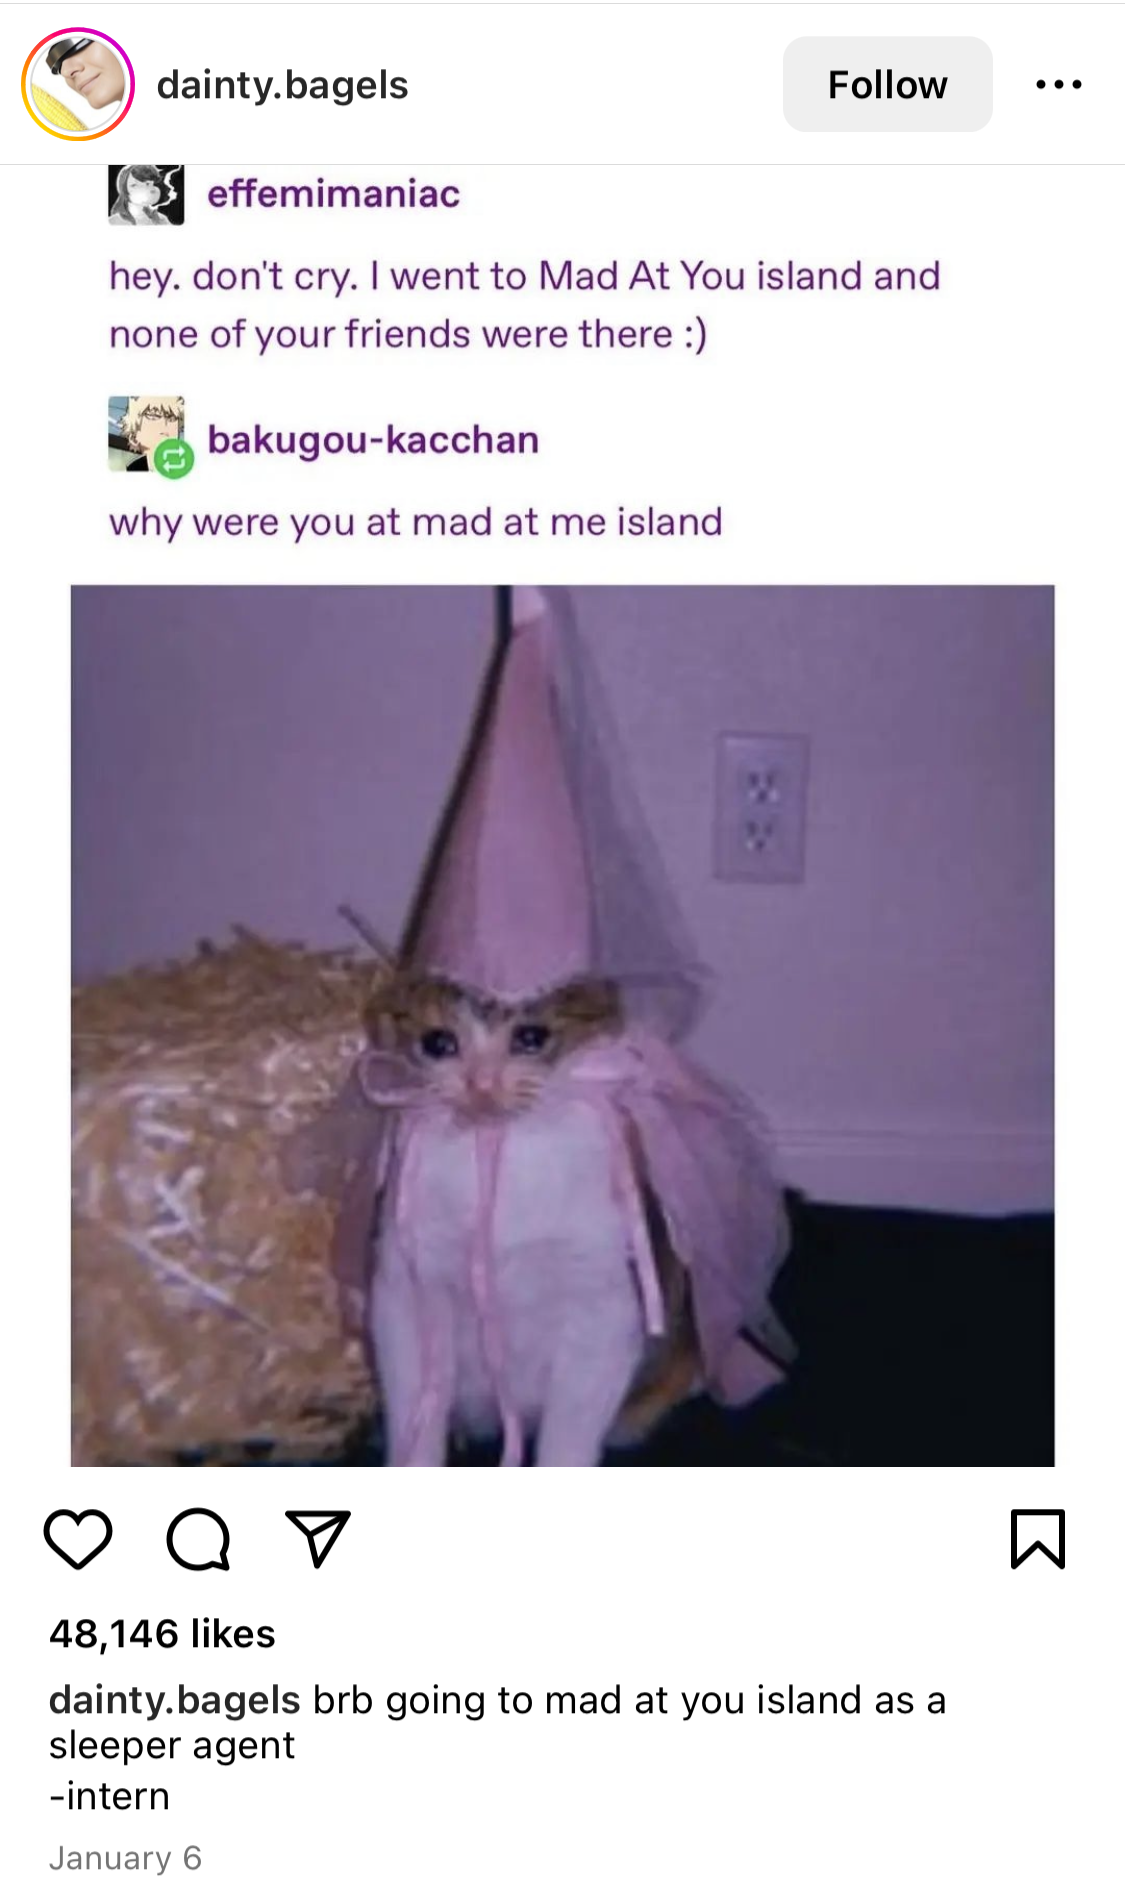 dainty.bagels
Follow
effemimaniac
hey. don't cry. I went to Mad At You island and
none of your friends were there :)
bakugou-kacchan
why were you at mad at me island
48,146 likes
dainty.bagels brb going to mad at you island as a
sleeper agent
-intern
January 6